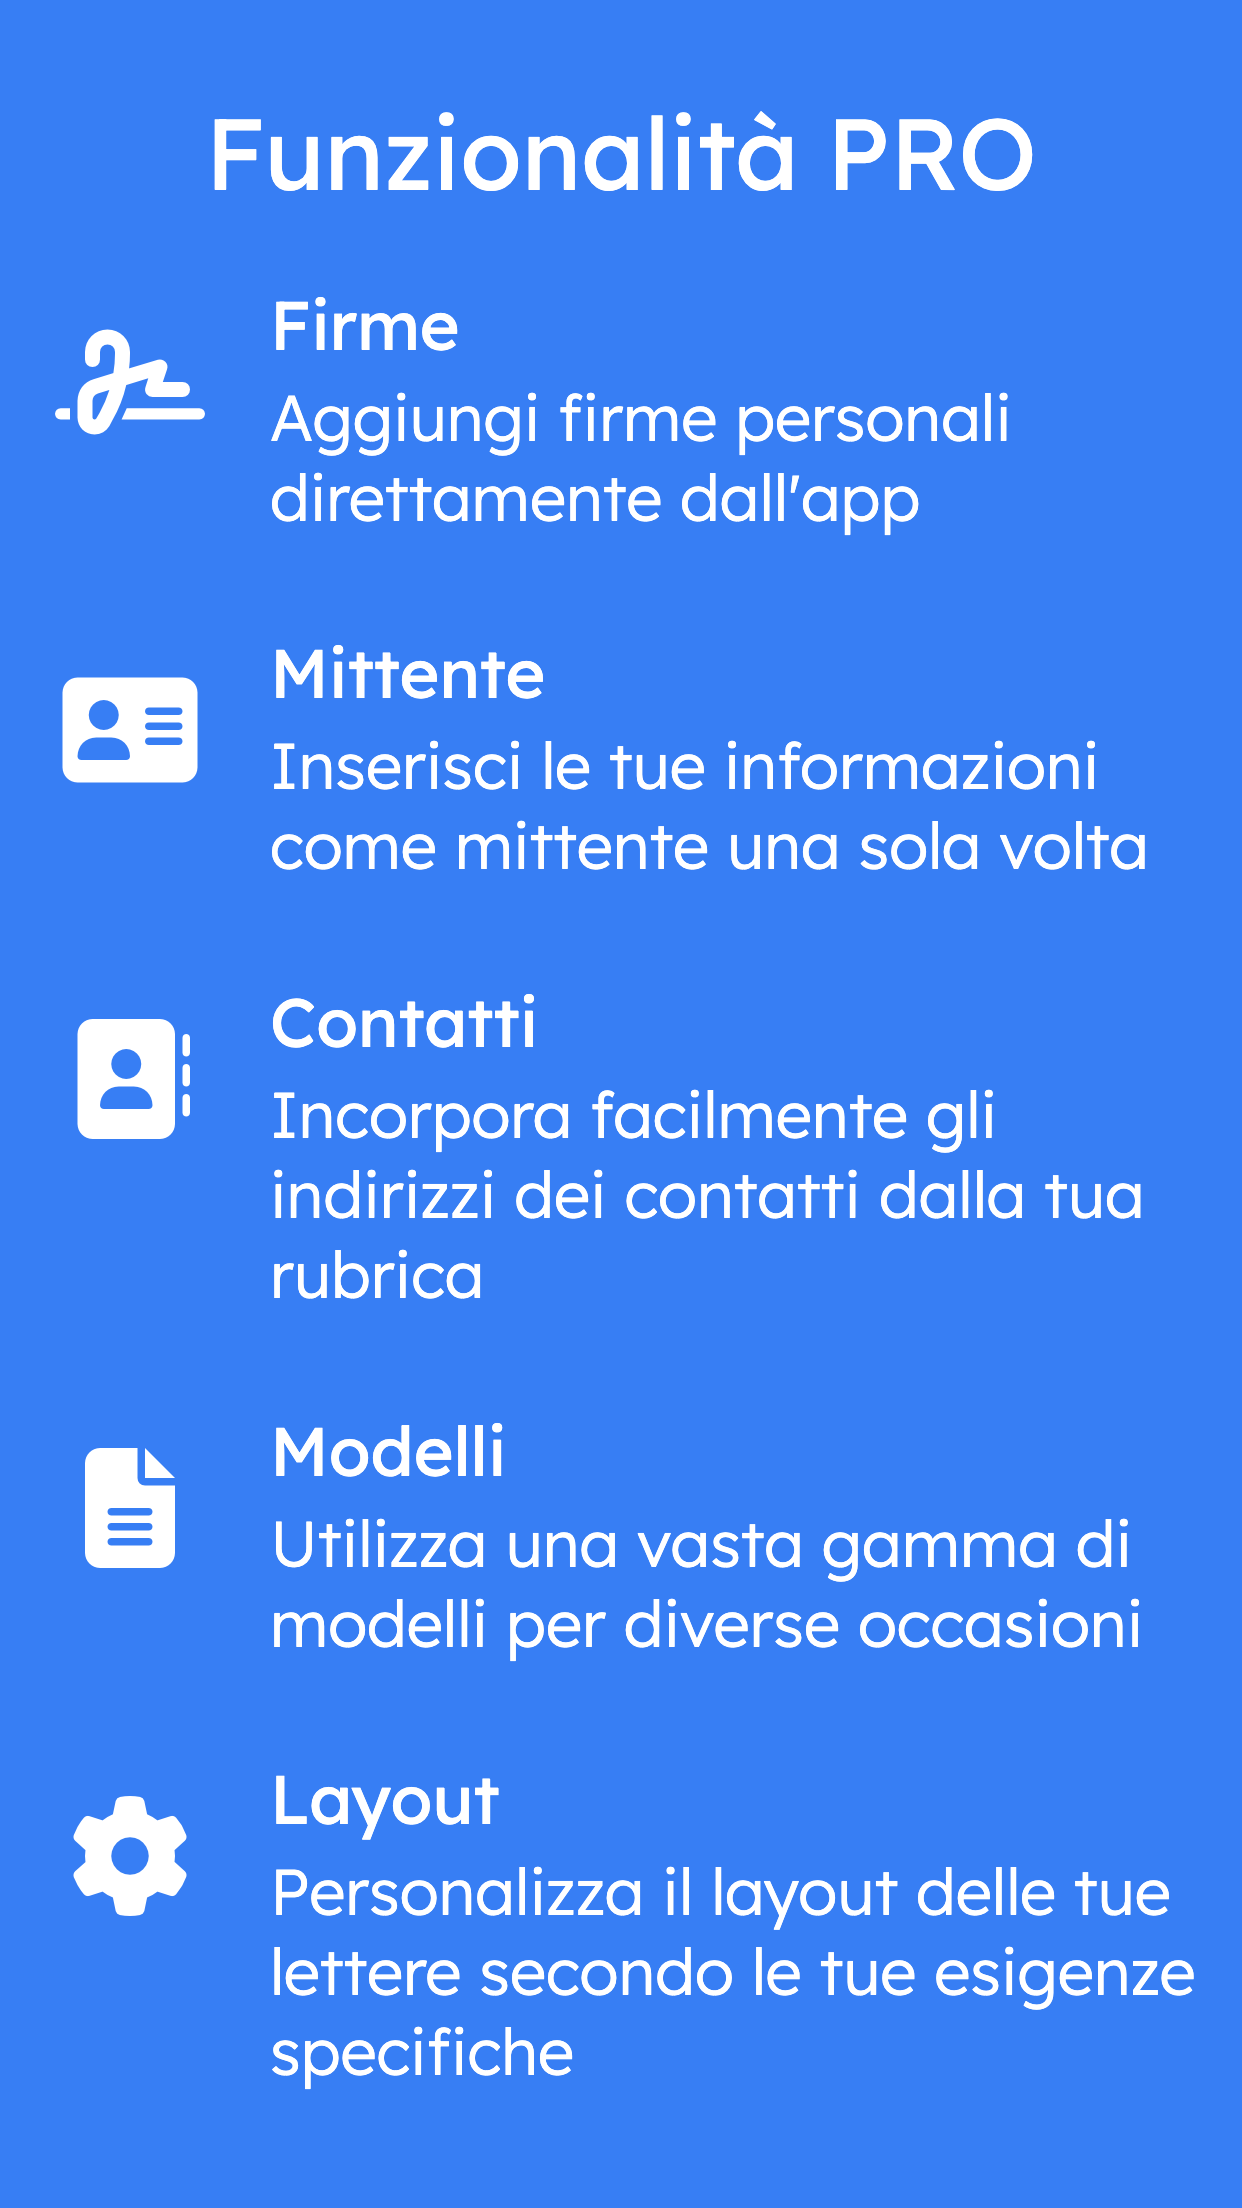 Funzionalità PRO
Firme
Aggiungi firme personali
direttamente dall'app
Mittente
Inserisci le tue informazioni
come mittente una sola volta
Contatti
Incorpora facilmente gli
indirizzi dei contatti dalla tua
rubrica
Modelli
Utilizza una vasta gamma di
modelli per diverse occasioni
Layout
Personalizza il layout delle tue
lettere secondo le tue esigenze
specifiche